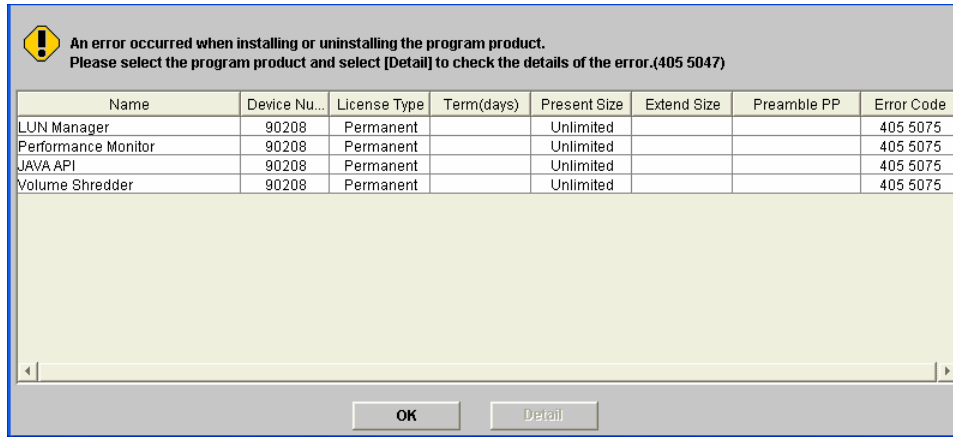 An error occurred when installing or uninstalling the program product.
Please select the program product and select [Detail] to check the details of the error.(405 5047)
Name Device Nu... License Type Term(days) Present Size Extend Size Preamble PP Error Code
LUN Manager 90208 Permanent Unlimited 405 5075
Performance Monitor 90208 Permanent Unlimited 405 5075
JAVA API 90208 Permanent Unlimited 405 5075
Volume Shredder 90208 Permanent Unlimited 405 5075
OK Detail